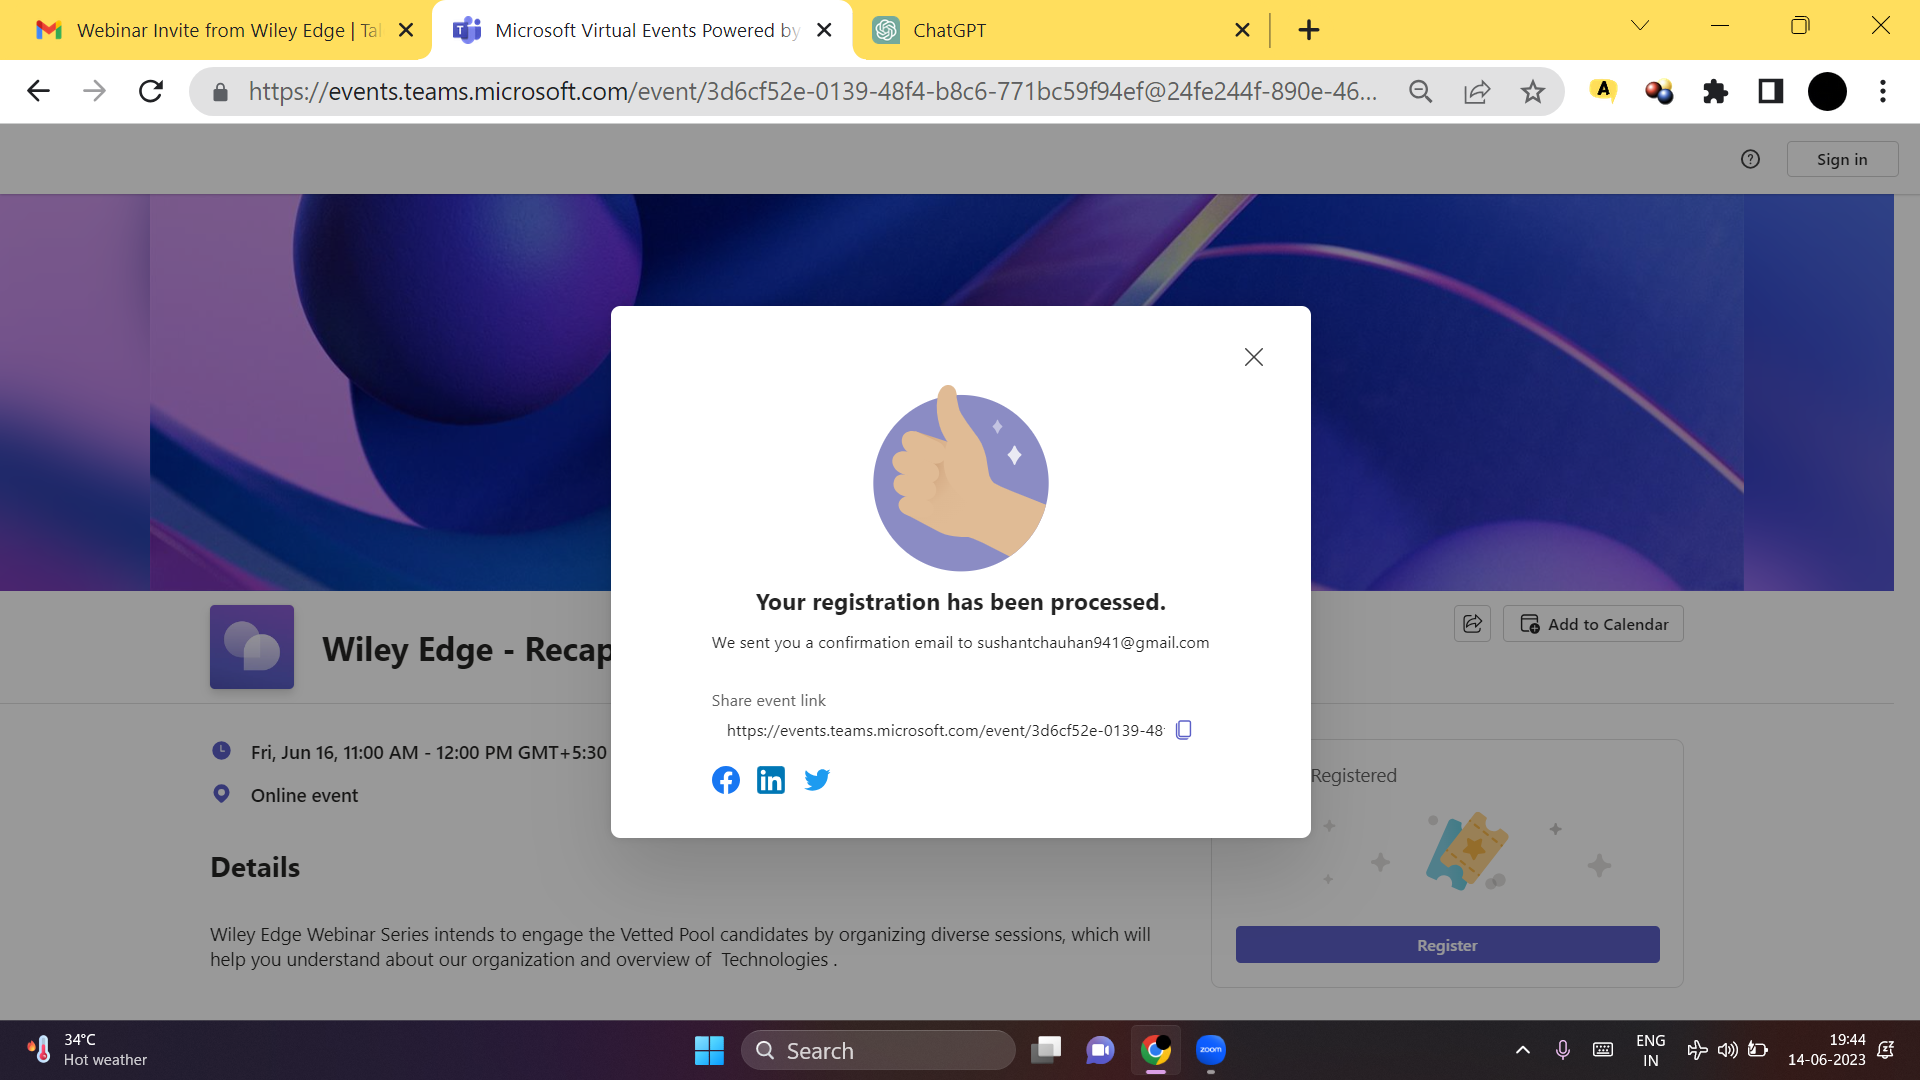 Webinar Invite from Wiley Edge | Tal
Microsoft Virtual Events Powered by
ChatGPT
https://events.teams.microsoft.com/event/3d6cf52e-0139-48f4-b8c6-771bc59f94ef@24fe244f-890e-46...
A
Sign in
Your registration has been processed.
We sent you a confirmation email to sushantchauhan941@gmail.com
Share event link
https://events.teams.microsoft.com/event/3d6cf52e-0139-48
Wiley Edge - Recap
Add to Calendar
Fri, Jun 16, 11:00 AM - 12:00 PM GMT+5:30
Online event
Registered
Details
Wiley Edge Webinar Series intends to engage the Vetted Pool candidates by organizing diverse sessions, which will
help you understand about our organization and overview of Technologies .
Register
34°C
Hot weather
Search
zoom
ENG
IN
19:44
14-06-2023